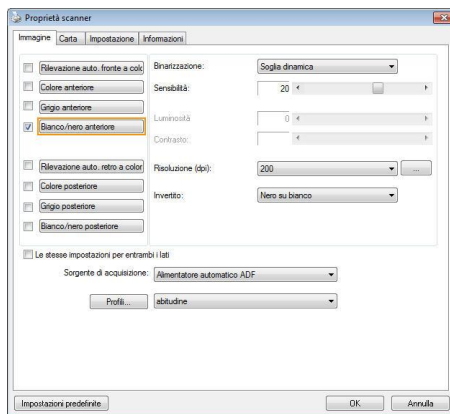 Proprietà scanner
Immagine Carta Impostazione Informazioni
Rilevazione auto. fronte a colo
Colore anteriore
Grigio anteriore
Bianco/nero anteriore
Rilevazione auto. retro a color
Colore posteriore
Grigio posteriore
Bianco/nero posteriore
Binarizzazione: Soglia dinamica
Sensibilità: 20
Luminosità 0
Contrasto:
Risoluzione (dpi): 200 ...
Invertito: Nero su bianco
Le stesse impostazioni per entrambi i lati
Sorgente di acquisizione: Alimentatore automatico ADF
Profili... abitudine
Impostazioni predefinite OK Annulla